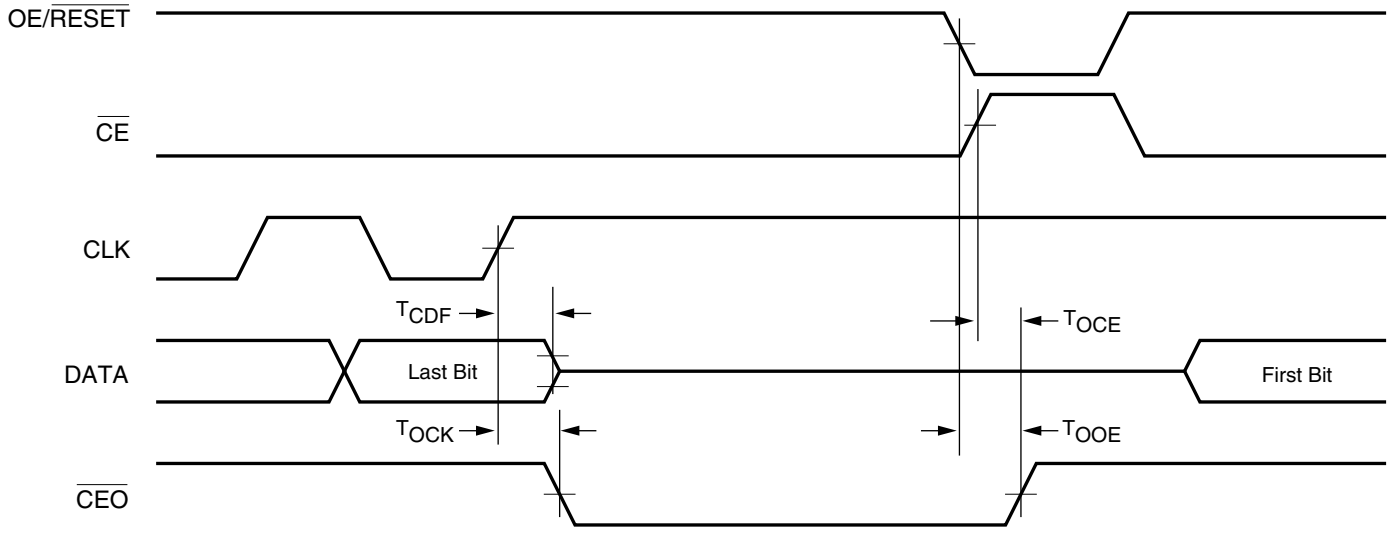 OE/RESET
CE
CLK
TCDF
TOCE
DATA
Last Bit
First Bit
TOCK
TOOE
CEO